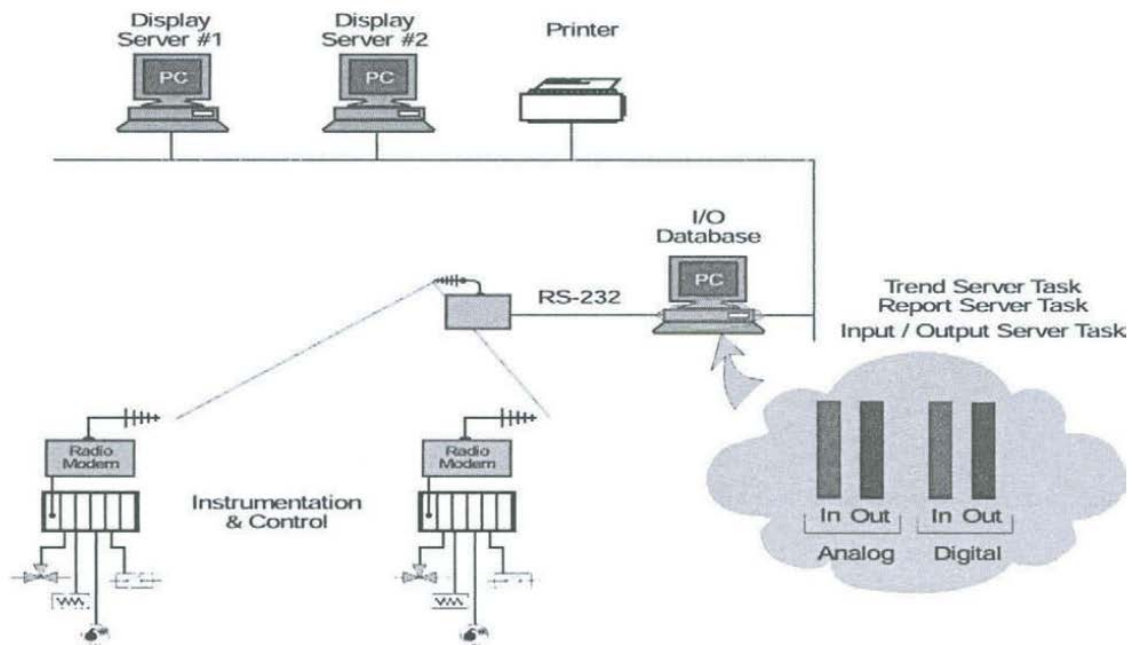 Display
Server #1
Display
Server #2
Printer
PC
PC
I/O
Database
PC
RS-232
Trend Server Task
Report Server Task
Input / Output Server Task
Radio
Modem
Radio
Modem
Instrumentation
& Control
In Out
In Out
Analog
Digital